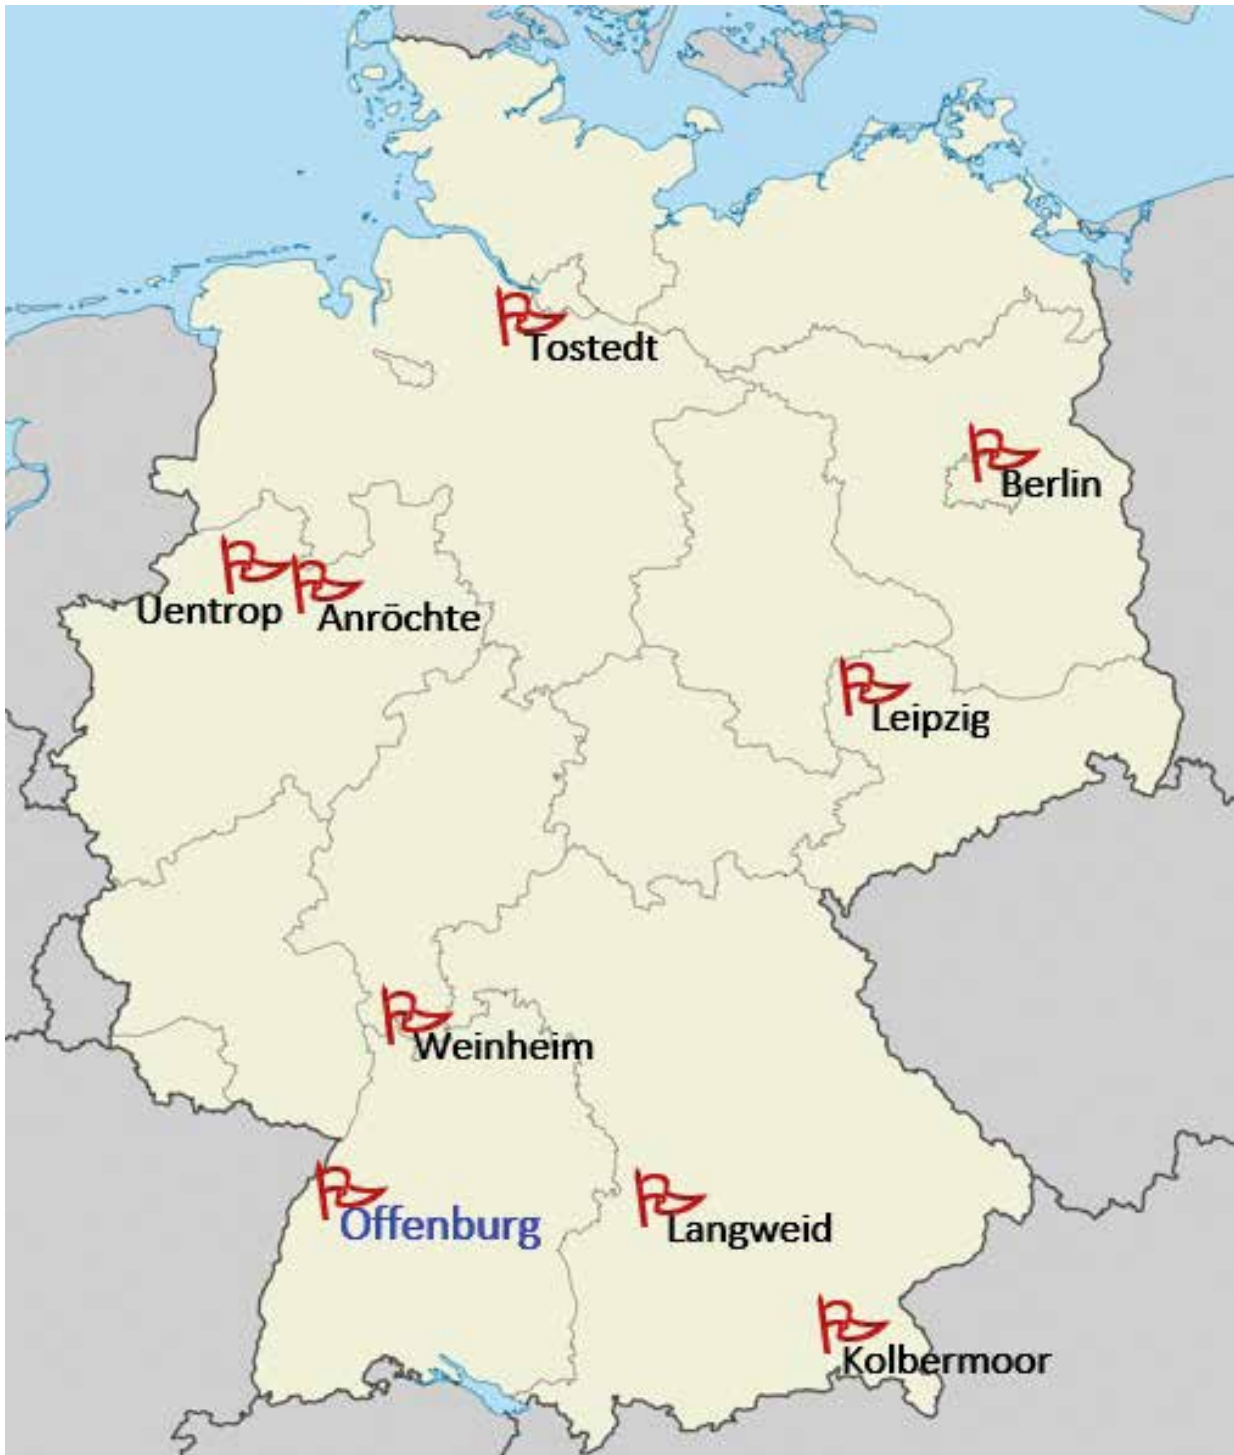 Tostedt
Berlin
Uentrop
Anröchte
Leipzig
Weinheim
Offenburg
Langweid
Kolbermoor